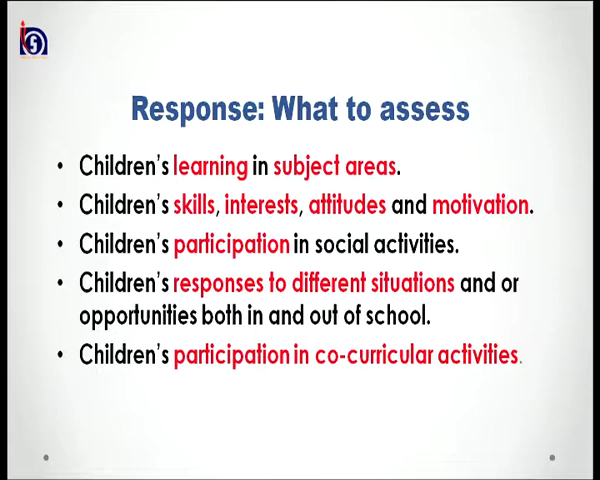 Response: What to assess
• Children's learning in subject areas.
• Children's skills, interests, attitudes and motivation.
• Children's participation in social activities.
• Children's responses to different situations and or
opportunities both in and out of school.
• Children's participation in co-curricular activities.